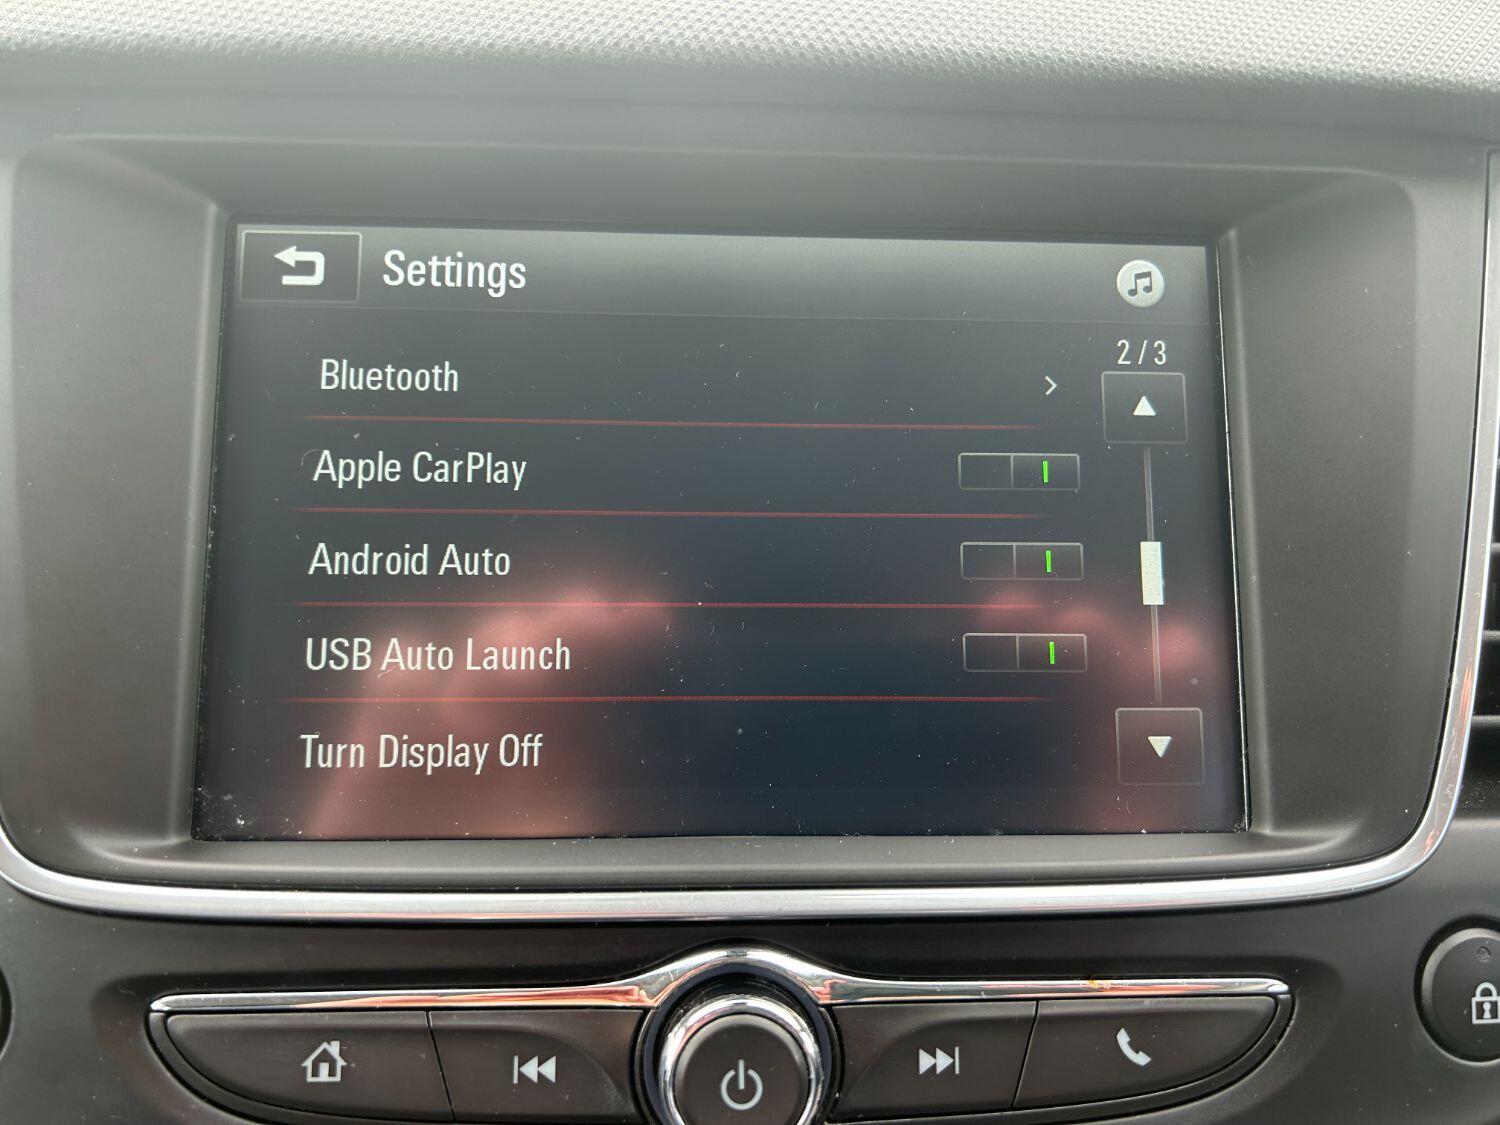 Settings
2 / 3
Bluetooth
Apple CarPlay
Android Auto
USB Auto Launch
Turn Display Off